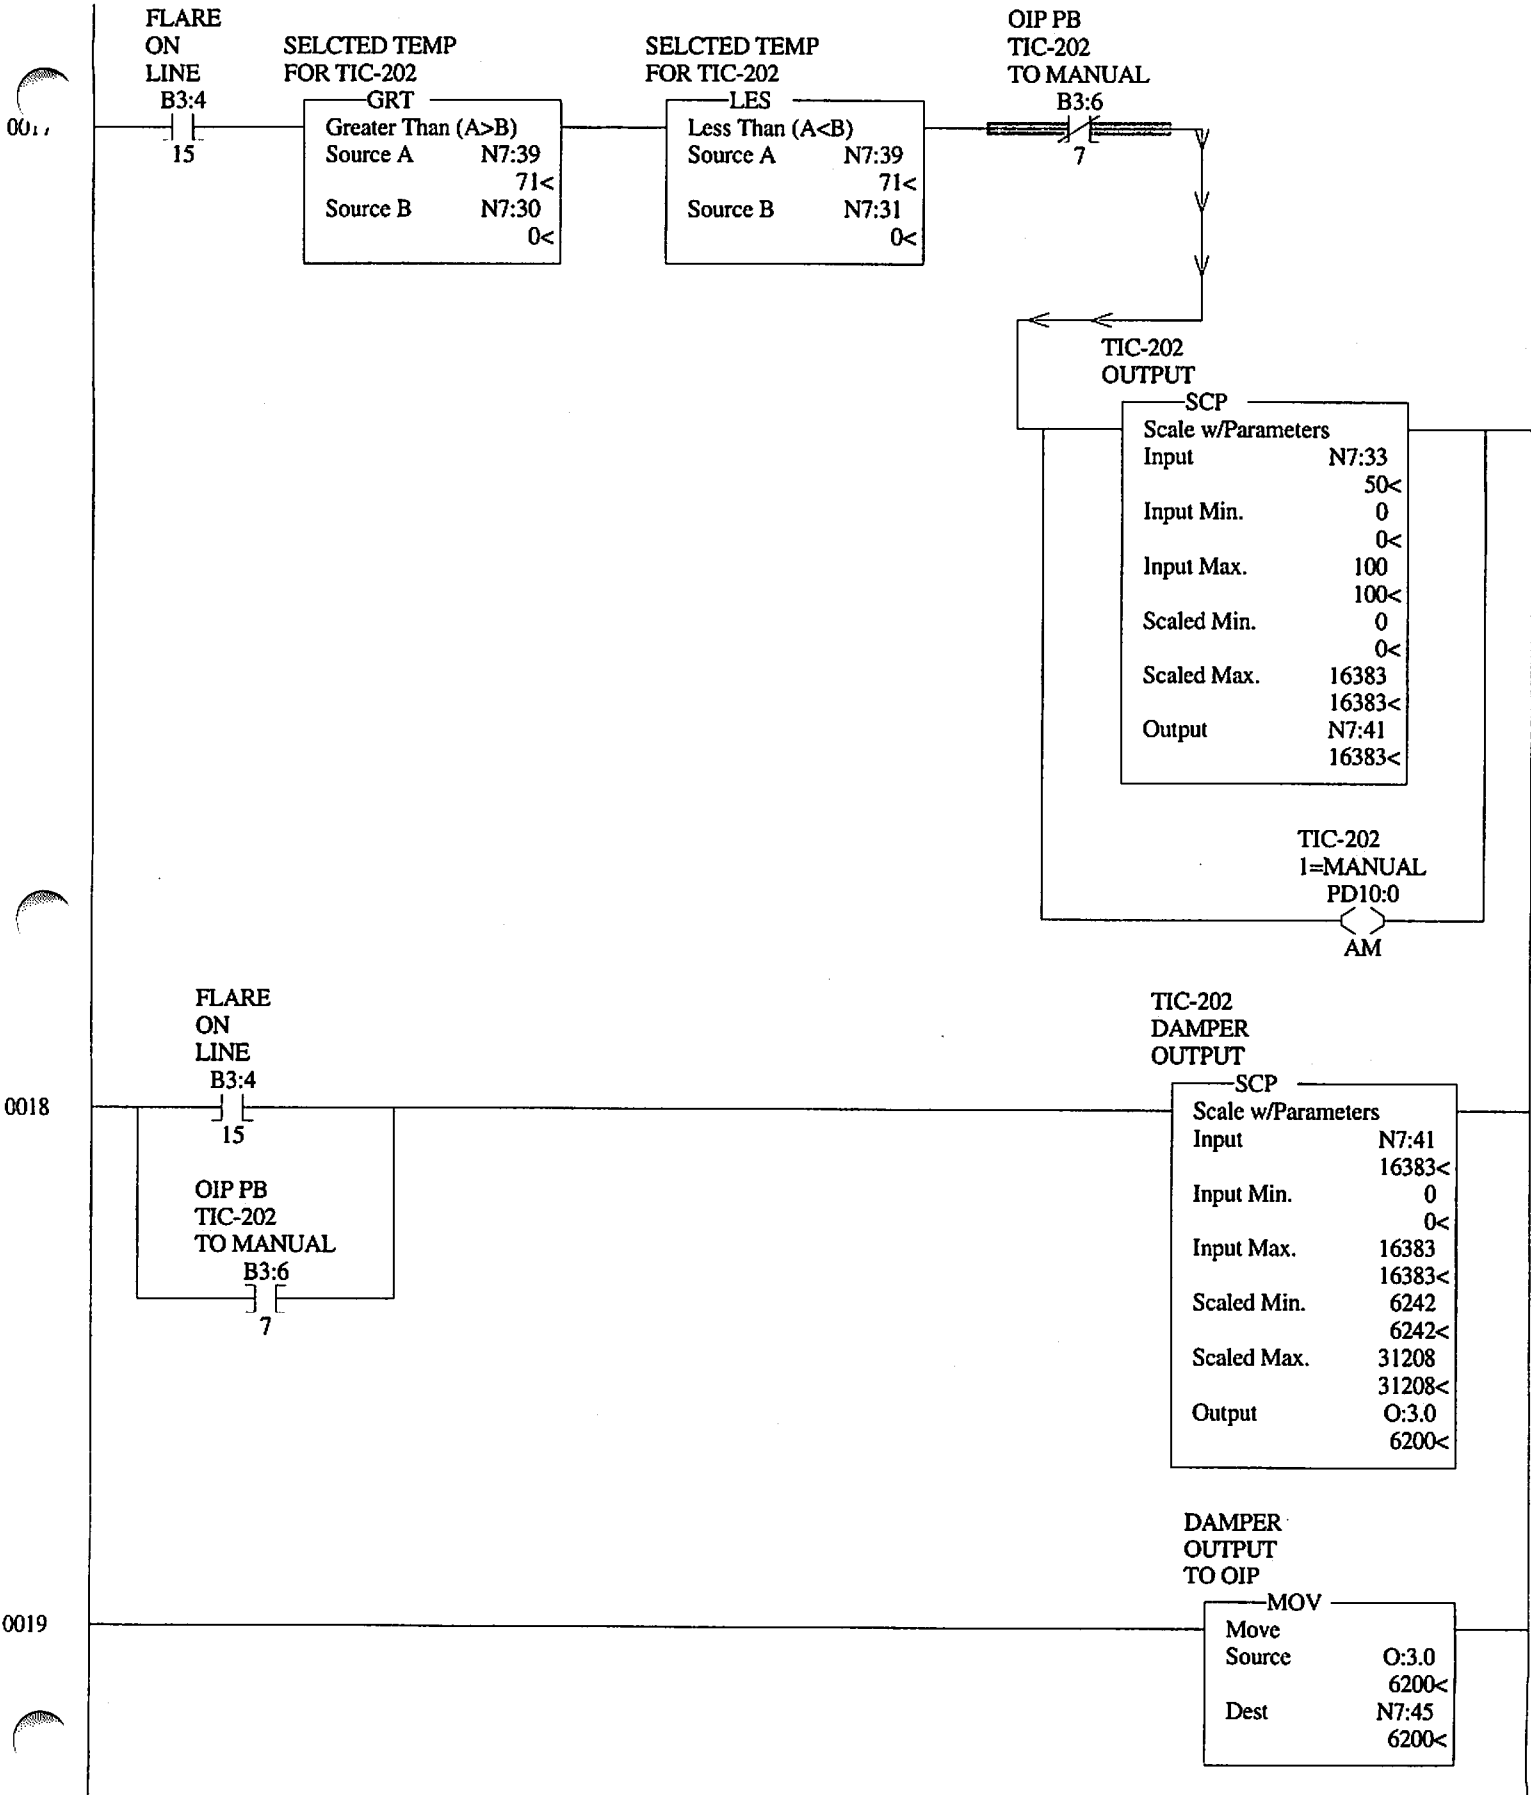 FLARE
ON
LINE
B3:4
15
SELCTED TEMP
FOR TIC-202
GRT
Greater Than (A>B)
Source A N7:39
71<
Source B N7:30
0<
SELCTED TEMP
FOR TIC-202
LES
Less Than (A<B)
Source A N7:39
71<
Source B N7:31
0<
OIP PB
TIC-202
TO MANUAL
B3:6
7
TIC-202
OUTPUT
SCP
Scale w/Parameters
Input N7:33
50<
Input Min. 0
0<
Input Max. 100
100<
Scaled Min. 0
0<
Scaled Max. 16383
16383<
Output N7:41
16383<
TIC-202
1=MANUAL
PD10:0
AM
0018
FLARE
ON
LINE
B3:4
15
OIP PB
TIC-202
TO MANUAL
B3:6
7
TIC-202
DAMPER
OUTPUT
SCP
Scale w/Parameters
Input N7:41
16383<
Input Min. 0
0<
Input Max. 16383
16383<
Scaled Min. 6242
6242<
Scaled Max. 31208
31208<
Output O:3.0
6200<
0019
DAMPER
OUTPUT
TO OIP
MOV
Move
Source O:3.0
6200<
Dest N7:45
6200<